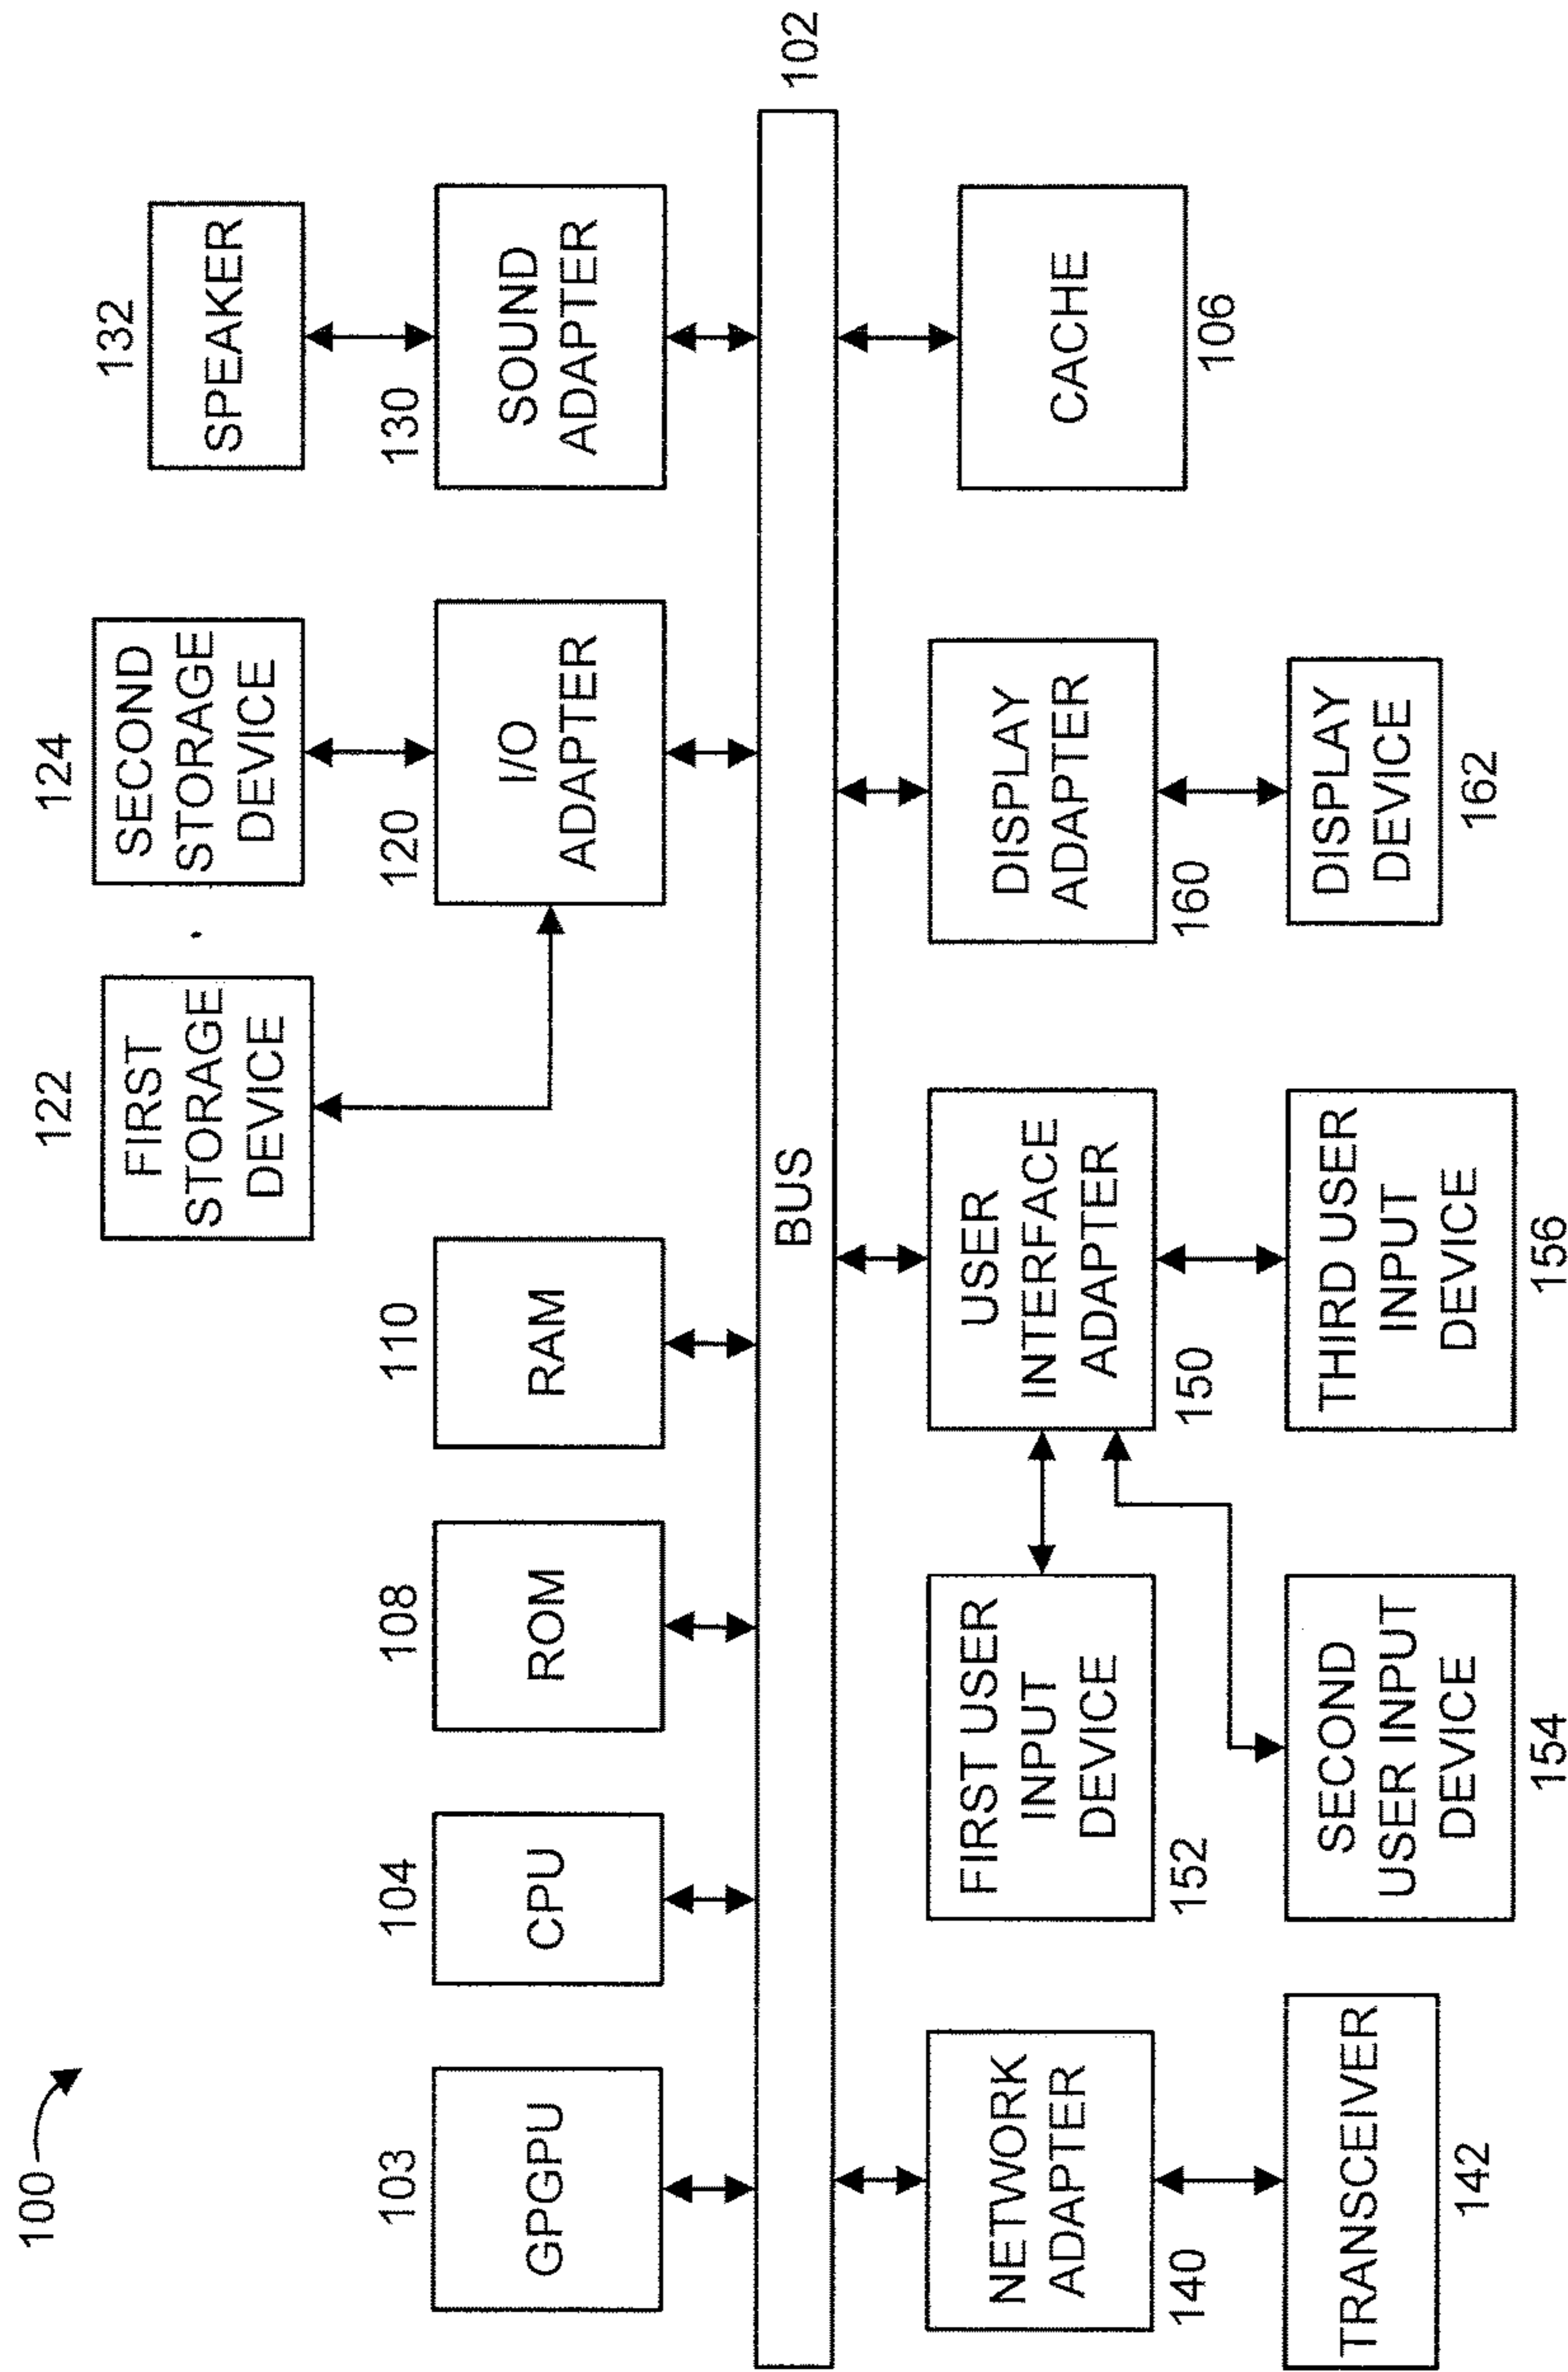 100
132
SPEAKER
124
SECOND
STORAGE
DEVICE
122
FIRST
STORAGE
DEVICE
103
GPGPU
104
CPU
108
ROM
110
RAM
120
I/O
ADAPTER
130
SOUND
ADAPTER
BUS
102
NETWORK
ADAPTER
140
FIRST USER
INPUT
DEVICE
152
USER
INTERFACE
ADAPTER
150
DISPLAY
ADAPTER
160
CACHE
106
TRANSCEIVER
142
SECOND
USER INPUT
DEVICE
154
THIRD USER
INPUT
DEVICE
156
DISPLAY
DEVICE
162